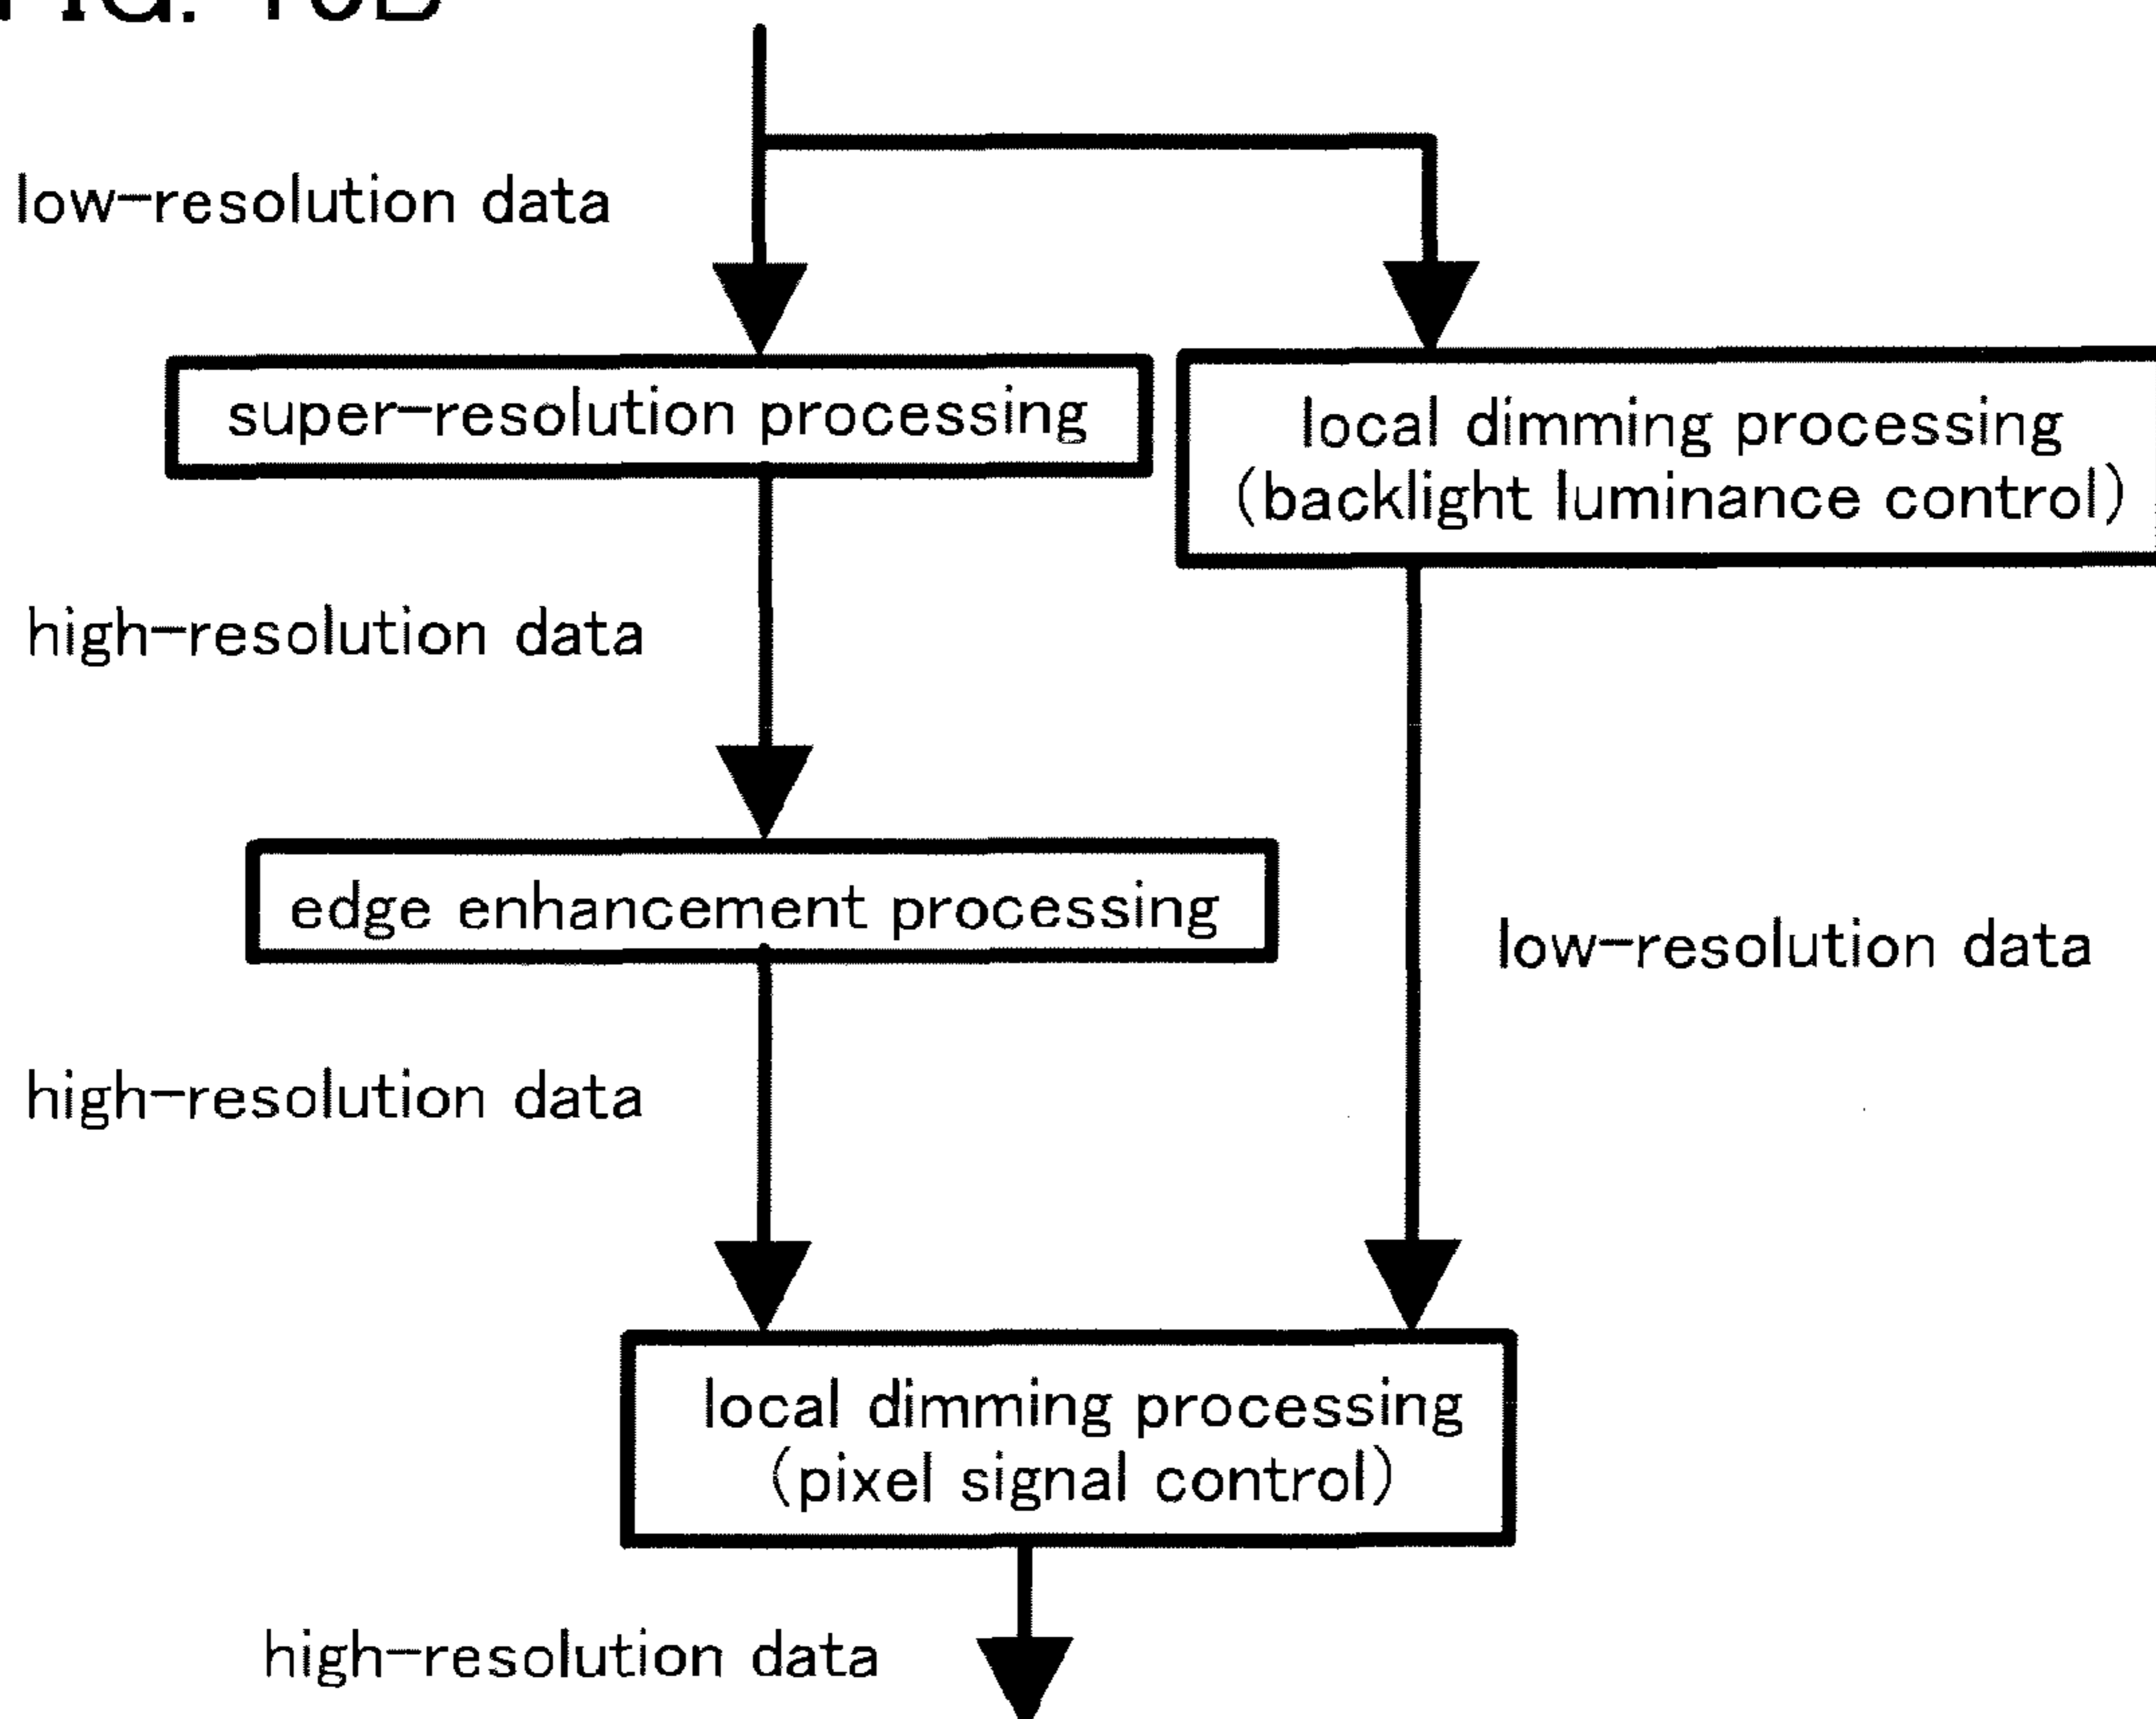 low-resolution data
super-resolution processing
local dimming processing
(backlight luminance control)
high-resolution data
edge enhancement processing
low-resolution data
high-resolution data
local dimming processing
(pixel signal control)
high-resolution data